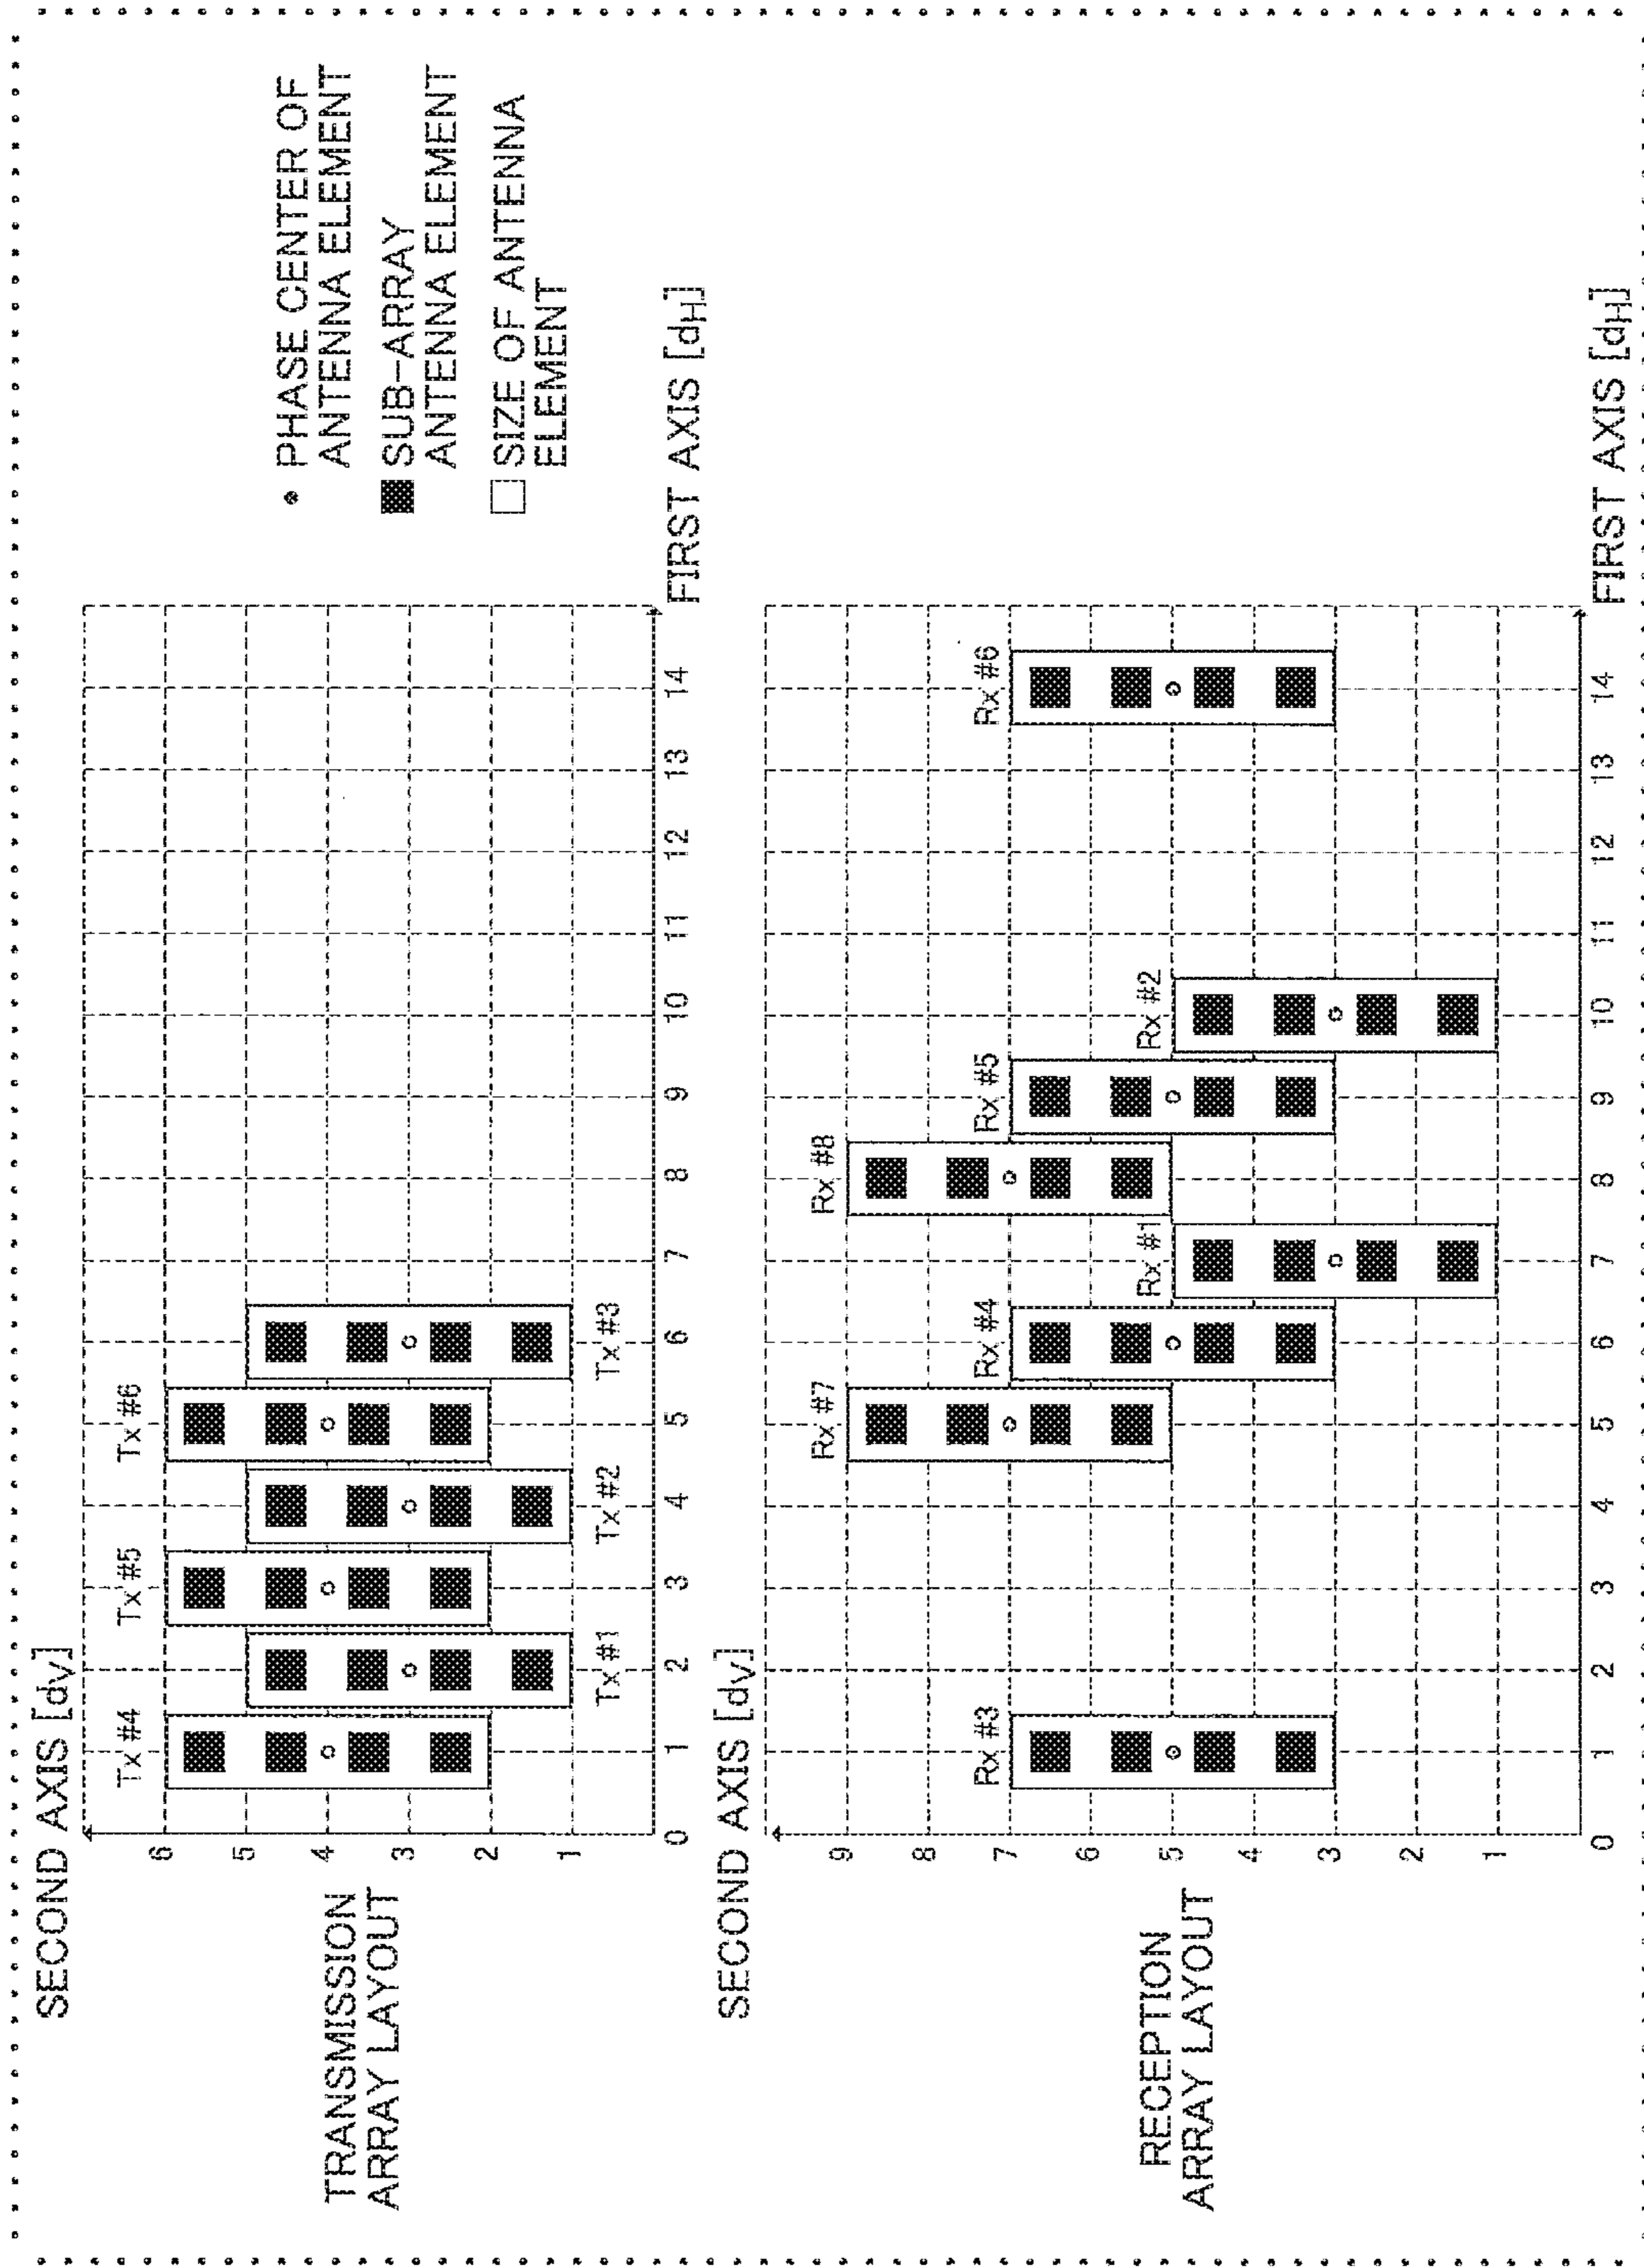 SECOND AXIS [dV]
TRANSMISSION
ARRAY LAYOUT
6
5
4
3
2
1
Tx #4
Tx #5
Tx #6
Tx #1
Tx #2
Tx #3
0 1 2 3 4 5 6 7 8 9 10 11 12 13 14
FIRST AXIS [dH]
PHASE CENTER OF
ANTENNA ELEMENT
SUB-ARRAY
ANTENNA ELEMENT
SIZE OF ANTENNA
ELEMENT
SECOND AXIS [dV]
RECEPTION
ARRAY LAYOUT
9
8
7
6
5
4
3
2
1
Rx #7
Rx #8
Rx #3
Rx #4
Rx #5
Rx #6
Rx #1
Rx #2
0 1 2 3 4 5 6 7 8 9 10 11 12 13 14
FIRST AXIS [dH]